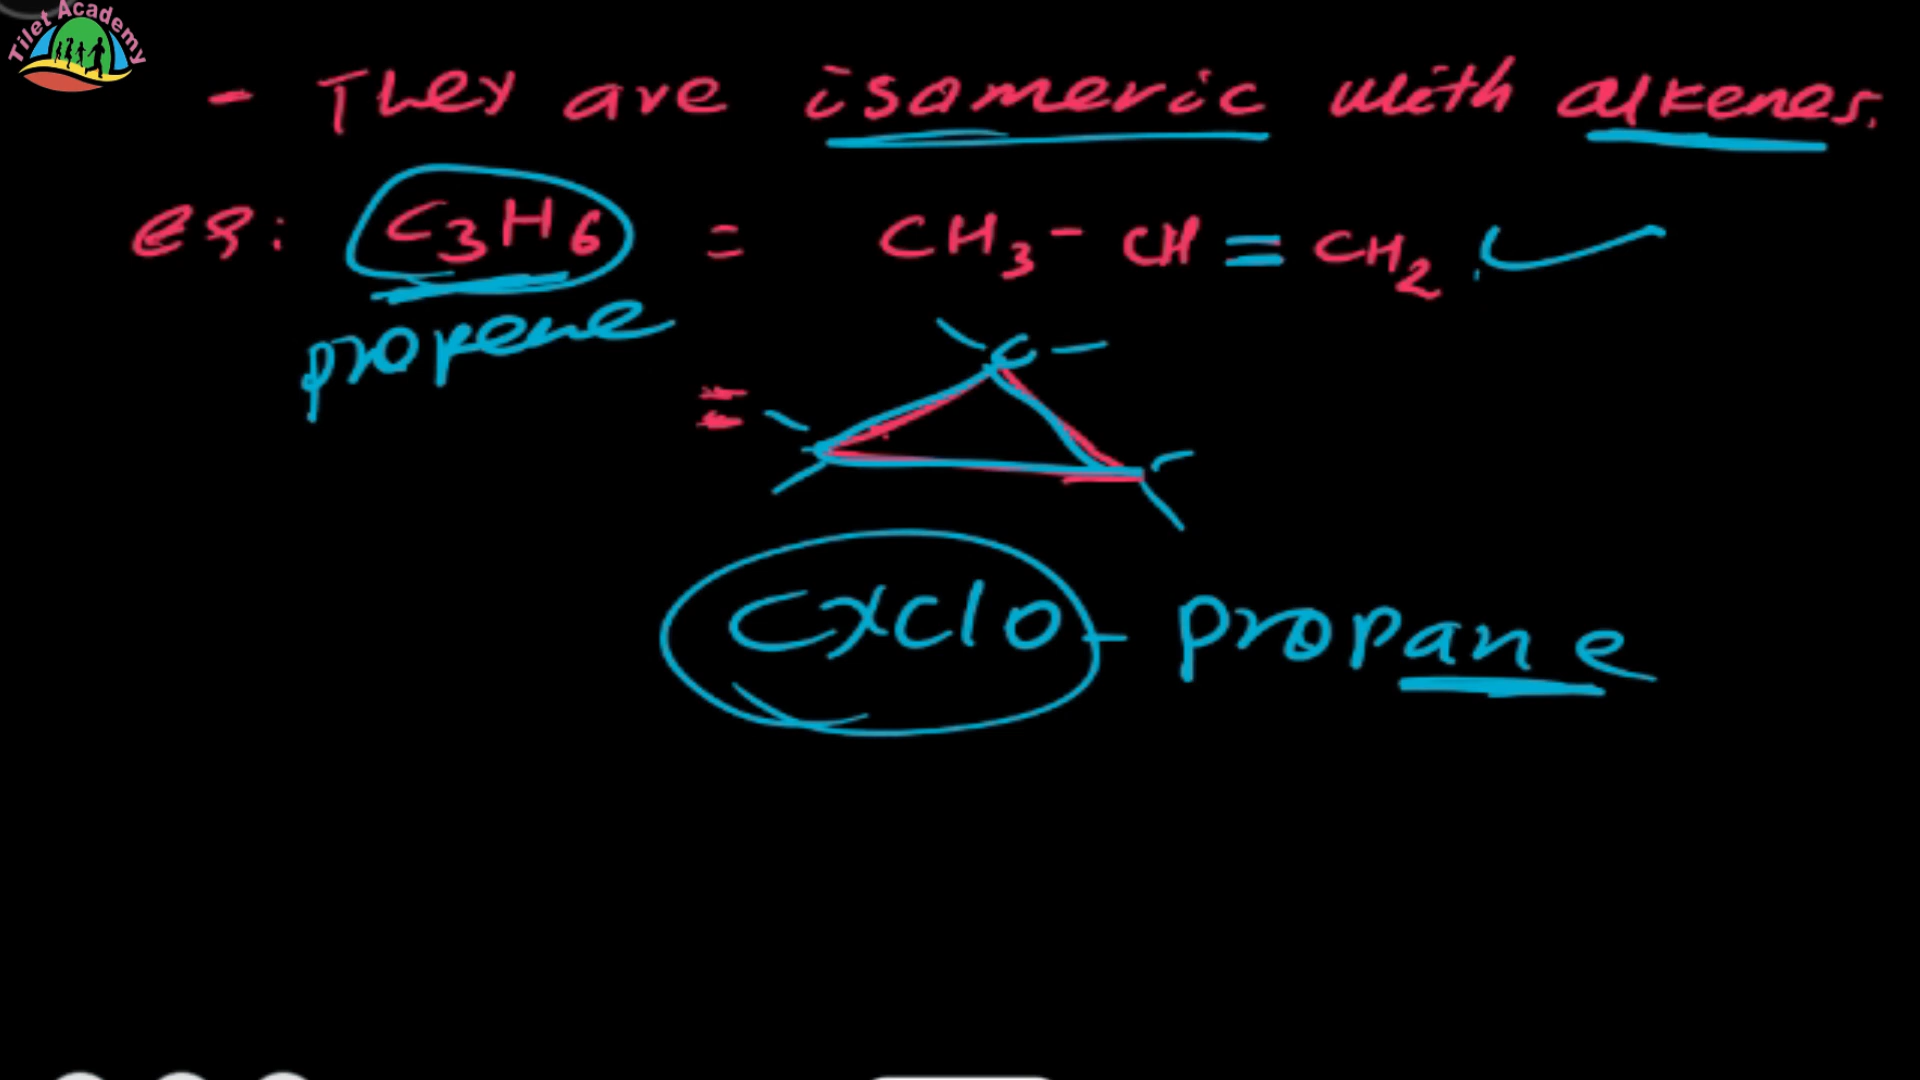 Tilet Academy
- They are isomeric with alkenes.
eg: C3H6 = CH3-CH=CH2.
propene
= C
Cyclo-propane